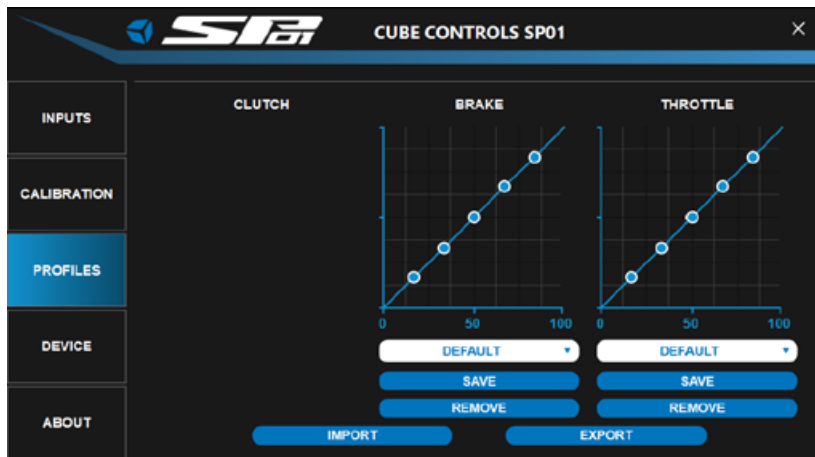 SP01
CUBE CONTROLS SP01
×
INPUTS
CALIBRATION
PROFILES
DEVICE
ABOUT
CLUTCH
BRAKE
0 50 100
DEFAULT
SAVE
REMOVE
THROTTLE
0 50 100
DEFAULT
SAVE
REMOVE
IMPORT
EXPORT